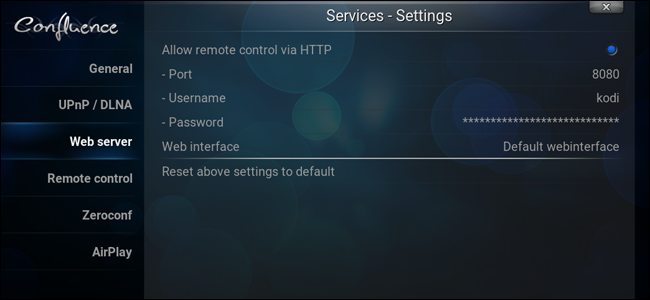 Confluence
Services - Settings
General
UPnP / DLNA
Web server
Remote control
Zeroconf
AirPlay
Allow remote control via HTTP
- Port 8080
- Username kodi
- Password ****************************
Web interface Default webinterface
Reset above settings to default